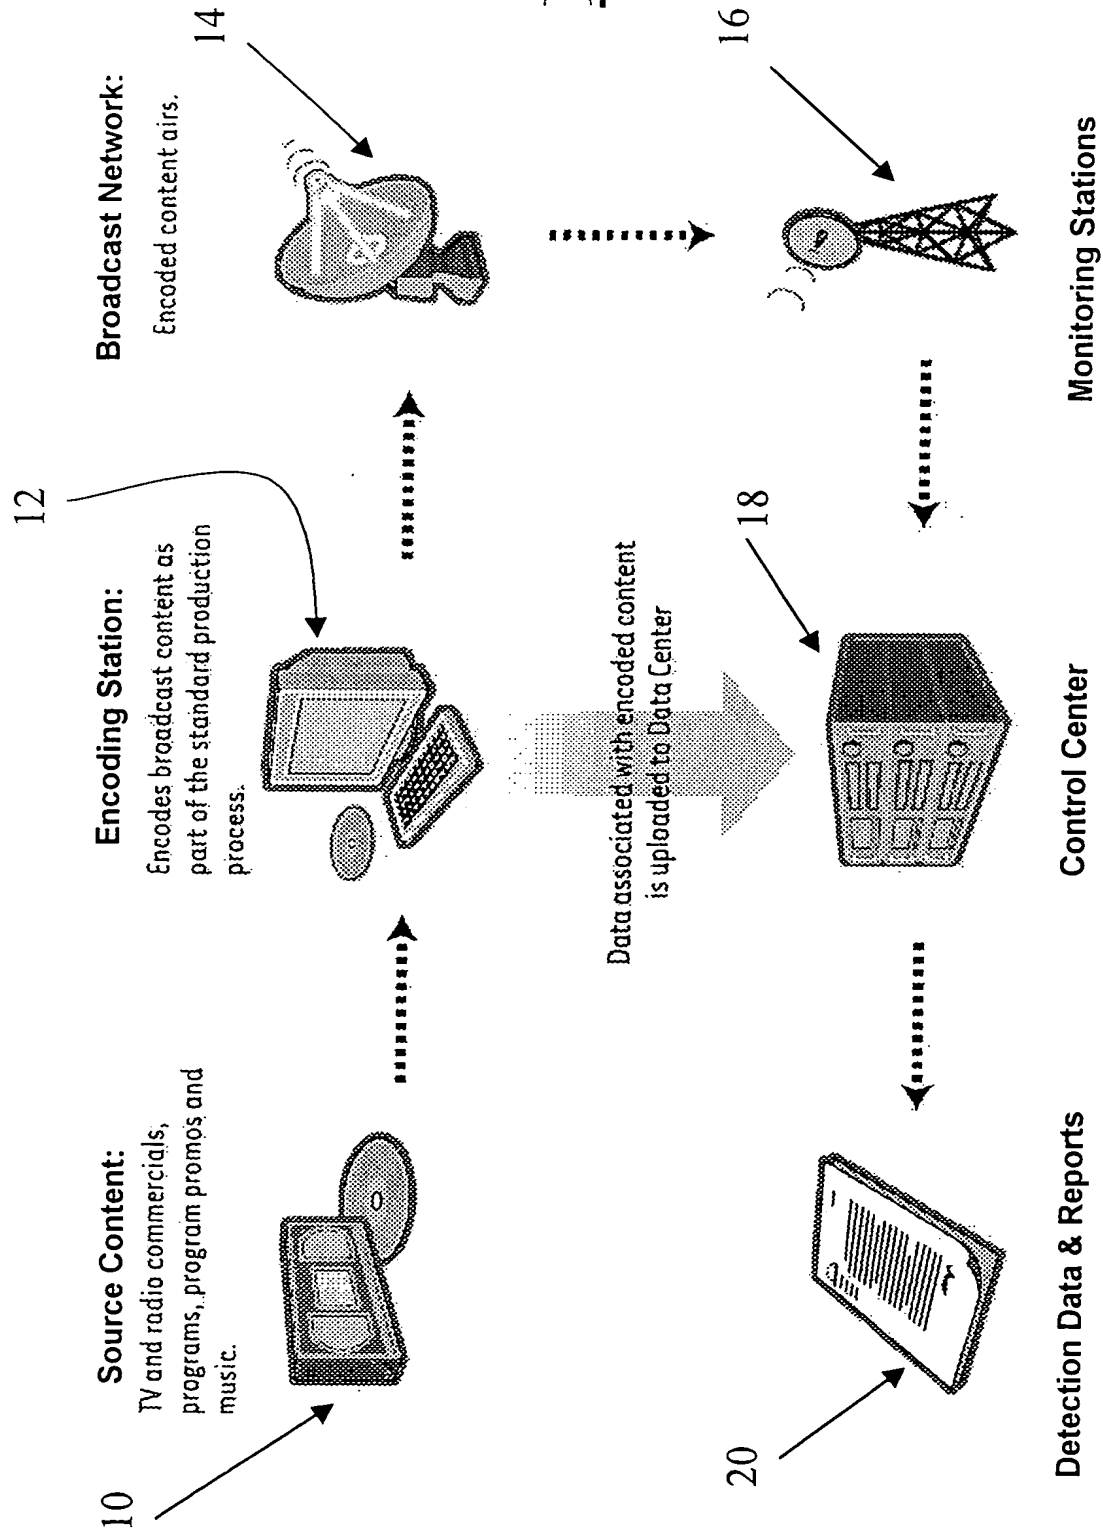 10
Source Content:
TV and radio commercials,
programs, program promos and
music.
12
Encoding Station:
Encodes broadcast content as
part of the standard production
process.
14
Broadcast Network:
Encoded content airs.
Data associated with encoded content
is uploaded to Data Center
20
Detection Data & Reports
18
Control Center
16
Monitoring Stations